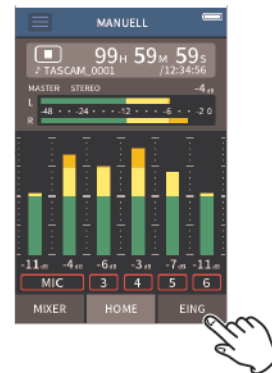 MANUELL
99H 59M 59s
♪ TASCAM_0001 /12:34:56
MASTER STEREO -4dB
L
-48 -24 -12 -6 -2 0
R
-11dB -4dB -6dB -3dB -7dB -11dB
MIC 3 4 5 6
MIXER HOME EING